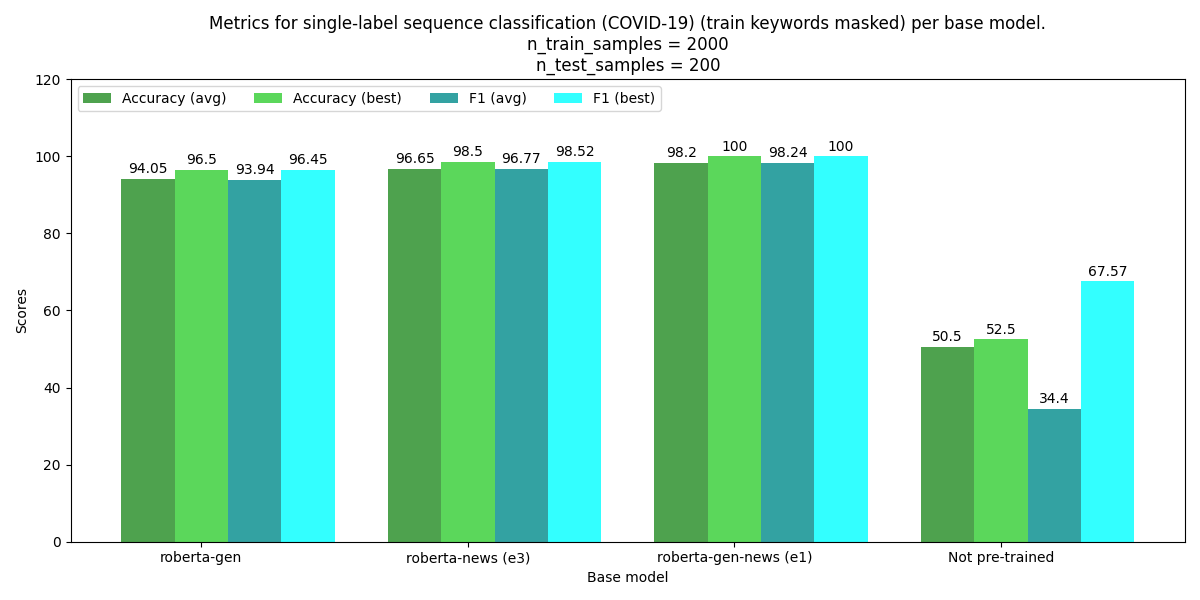 Metrics for single-label sequence classification (COVID-19) (train keywords masked) per base model.
n_train_samples = 2000
n_test_samples = 200
120
Accuracy (avg) Accuracy (best) F1 (avg) F1 (best)
100
80
60
40
20
0
Scores
94.05 96.5 93.94 96.45
96.65 98.5 96.77 98.52
98.2 100 98.24 100
50.5 52.5 34.4 67.57
roberta-gen roberta-news (e3) roberta-gen-news (e1) Not pre-trained
Base model